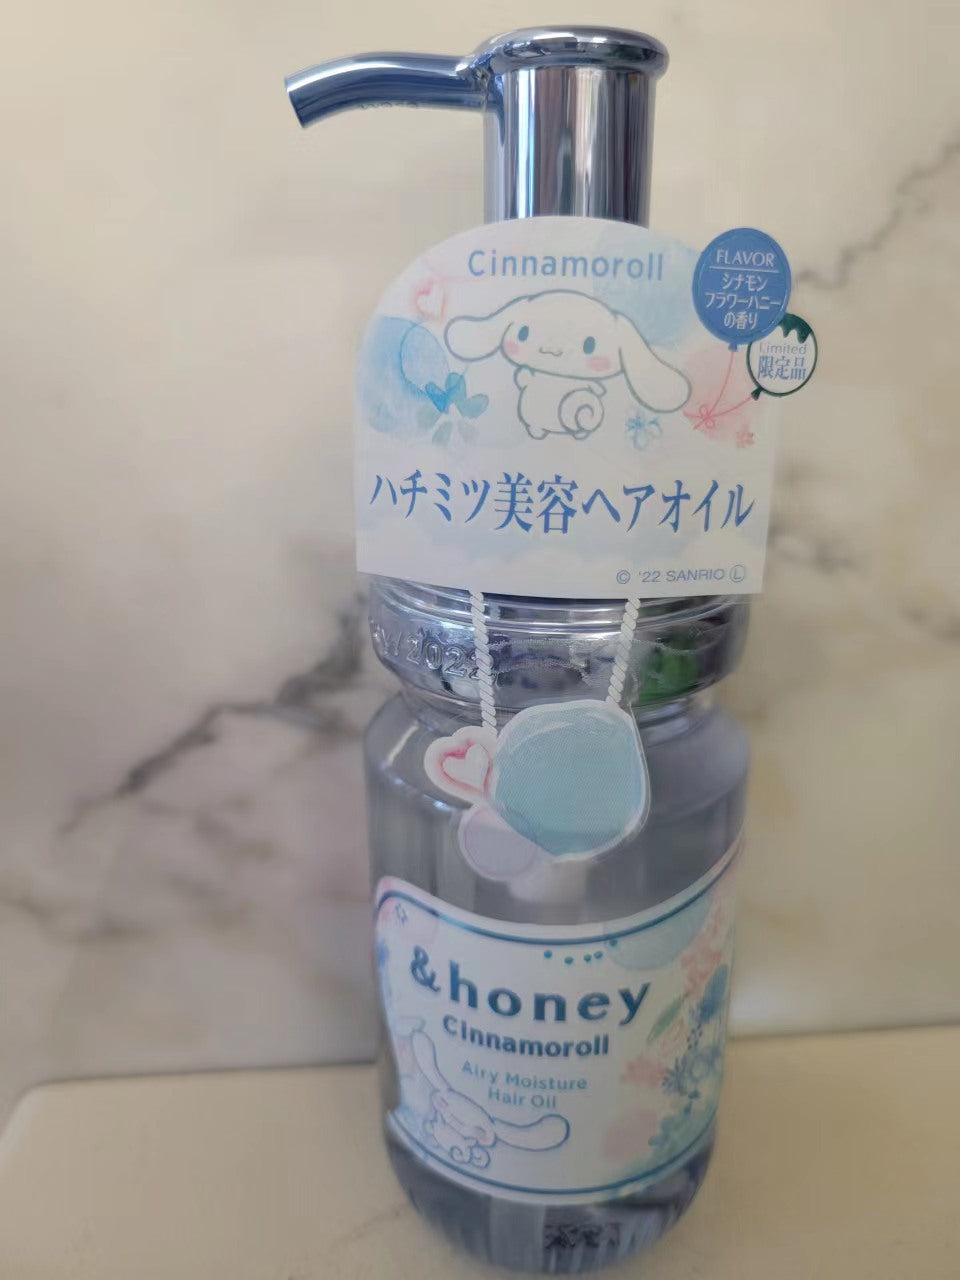 Cinnamoroll
FLAVOR
シナモン
フラワーハニー
の香り
Limited
限定品
ハチミツ美容ヘアオイル
© '22 SANRIO Ⓛ
&honey
Cinnamoroll
Airy Moisture
Hair Oil